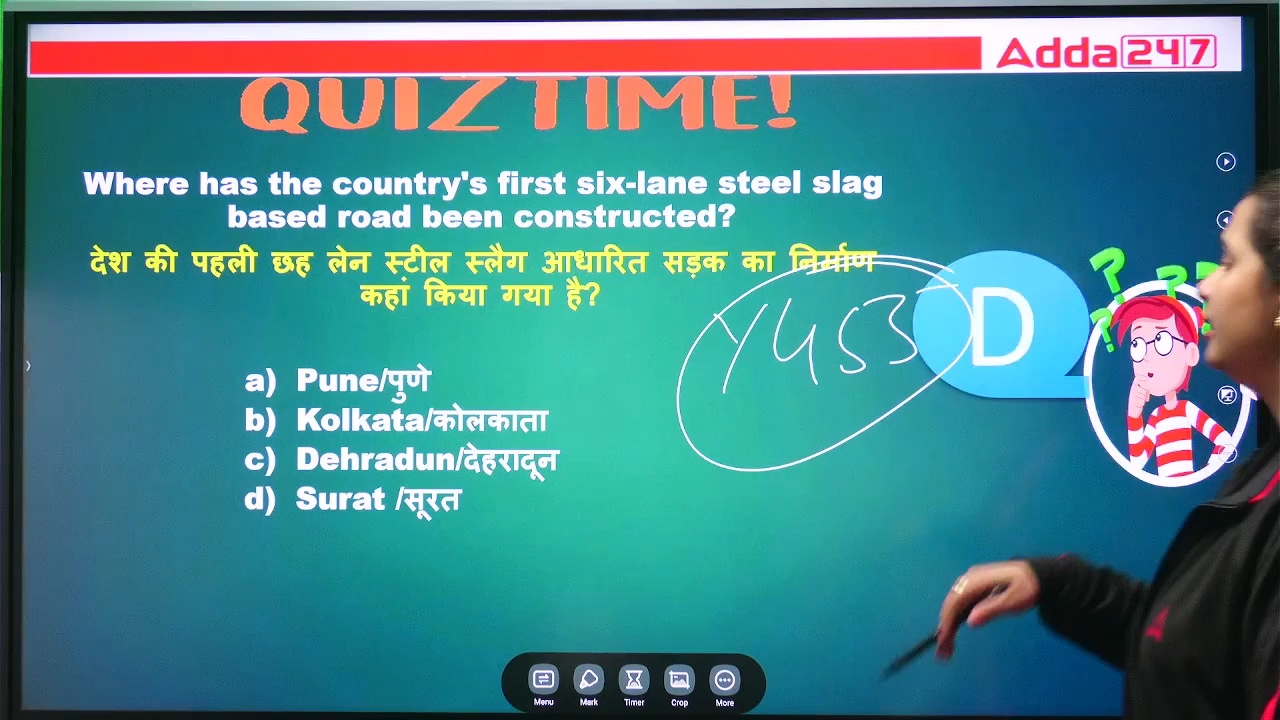 Adda247
QUIZTIME!
Where has the country's first six-lane steel slag
based road been constructed?
देश की पहली छह लेन स्टील स्लैग आधारित सड़क का निर्माण
कहां किया गया है?
Y453
D
a) Pune/पुणे
b) Kolkata/कोलकाता
c) Dehradun/देहरादून
d) Surat /सूरत
Menu Mark Timer Crop More